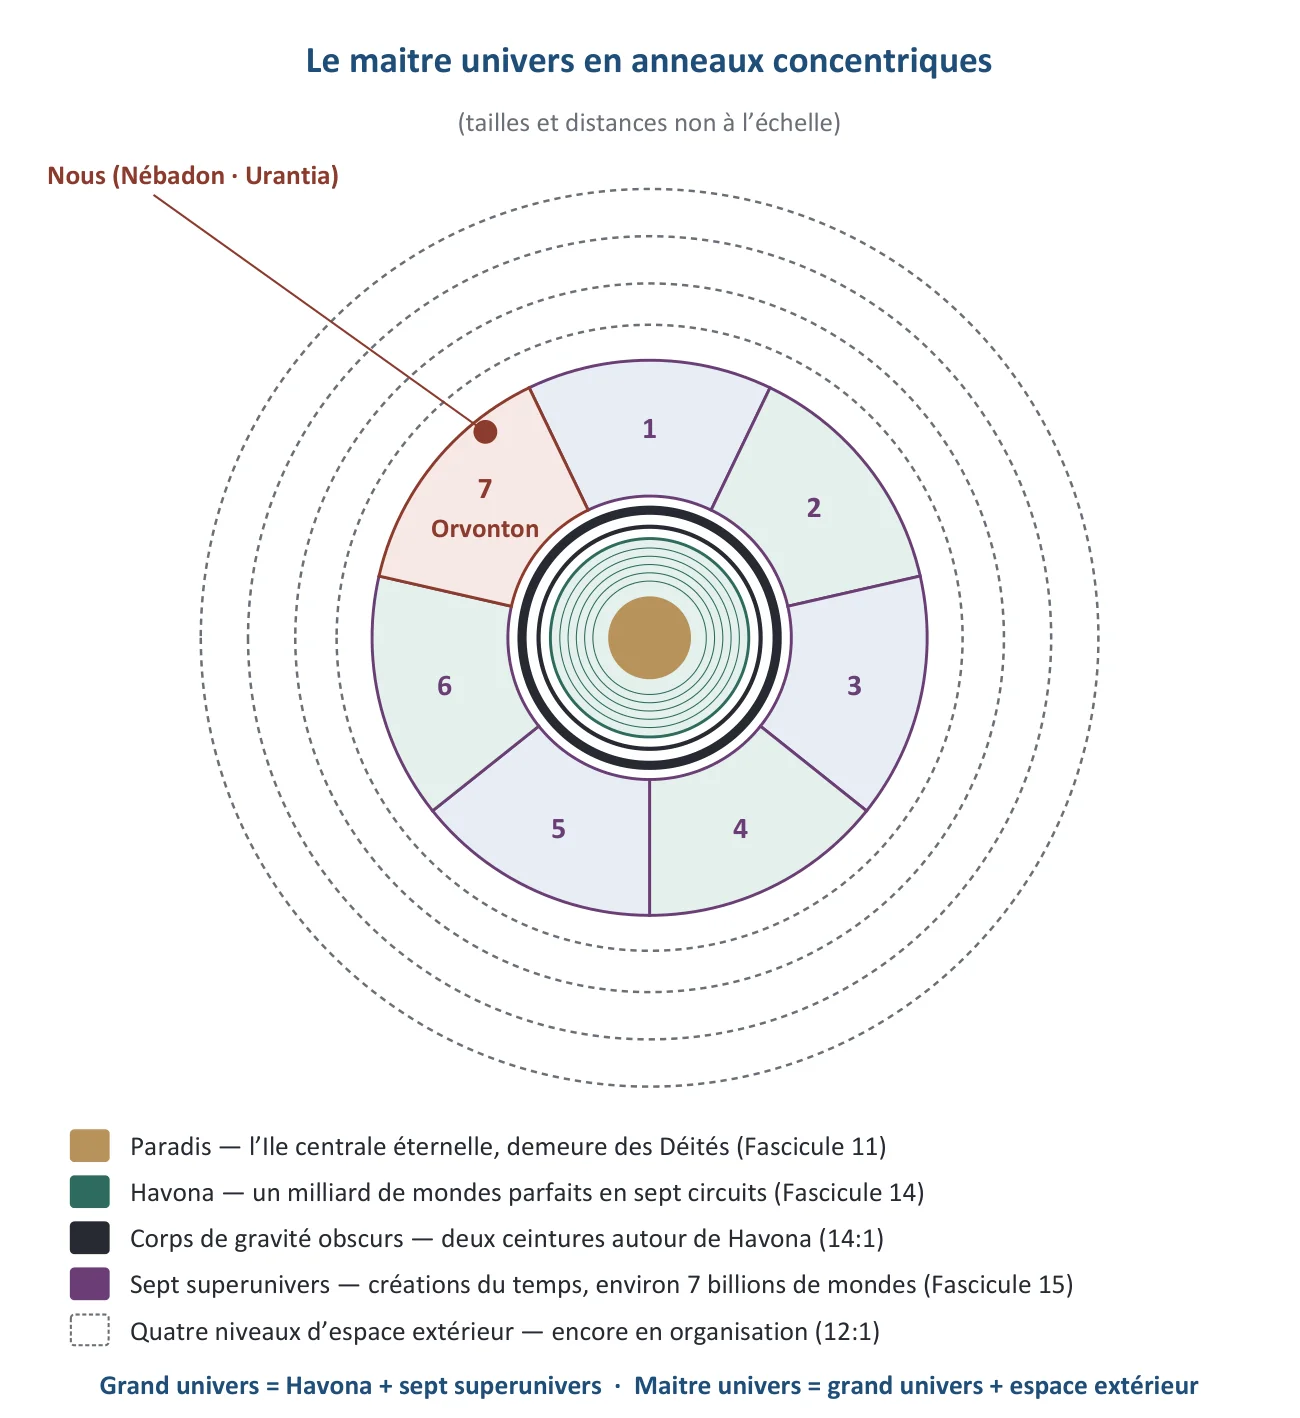 Le maitre univers en anneaux concentriques
(tailles et distances non à l’échelle)
Nous (Nébadon · Urantia)
1
2
7
Orvonton
6
3
5
4
Paradis — l’Ile centrale éternelle, demeure des Déités (Fascicule 11)
Havona — un milliard de mondes parfaits en sept circuits (Fascicule 14)
Corps de gravité obscurs — deux ceintures autour de Havona (14:1)
Sept superunivers — créations du temps, environ 7 billions de mondes (Fascicule 15)
Quatre niveaux d’espace extérieur — encore en organisation (12:1)
Grand univers = Havona + sept superunivers · Maitre univers = grand univers + espace extérieur